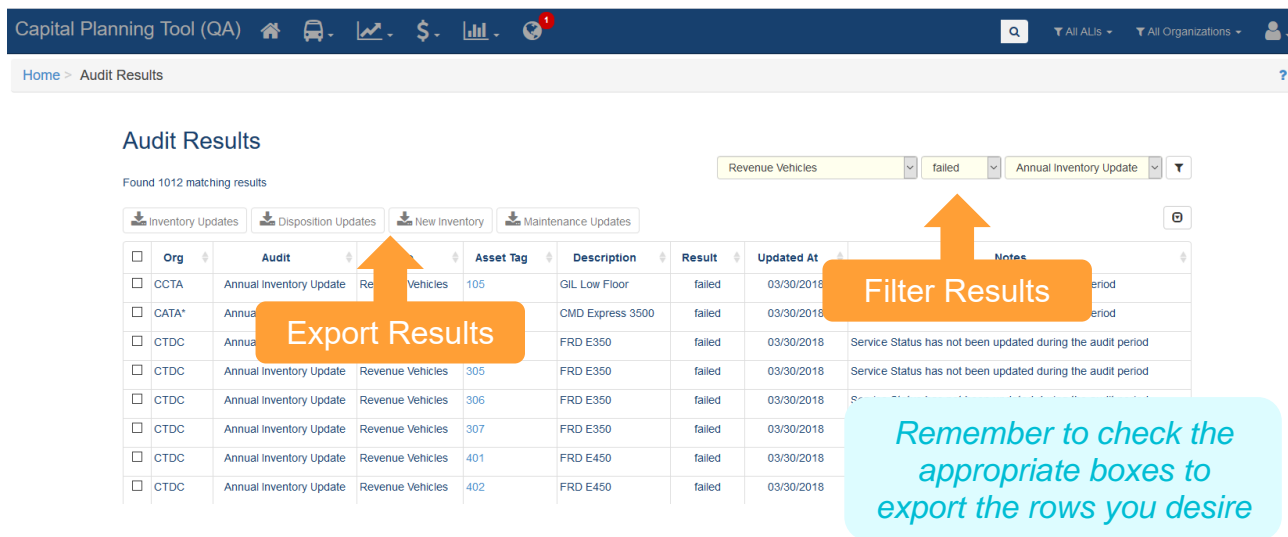 Capital Planning Tool (QA) 1 All ALIs All Organizations
Home > Audit Results ?
Audit Results
Found 1012 matching results
Revenue Vehicles failed Annual Inventory Update
Inventory Updates Disposition Updates New Inventory Maintenance Updates
Org Audit Asset Tag Description Result Updated At Notes
CCTA Annual Inventory Update Vehicles 105 GIL Low Floor failed 03/30/2018
CATA* CMD Express 3500 failed 03/30/2018
Filter Results
Export Results
CTDC FRD E350 failed 03/30/2018 Service Status has not been updated during the audit period
CTDC Annual Inventory Update Revenue Vehicles 305 FRD E350 failed 03/30/2018 Service Status has not been updated during the audit period
CTDC Annual Inventory Update Revenue Vehicles 306 FRD E350 failed 03/30/2018
CTDC Annual Inventory Update Revenue Vehicles 307 FRD E350 failed 03/30/2018
CTDC Annual Inventory Update Revenue Vehicles 401 FRD E450 failed 03/30/2018
CTDC Annual Inventory Update Revenue Vehicles 402 FRD E450 failed 03/30/2018
Remember to check the
appropriate boxes to
export the rows you desire